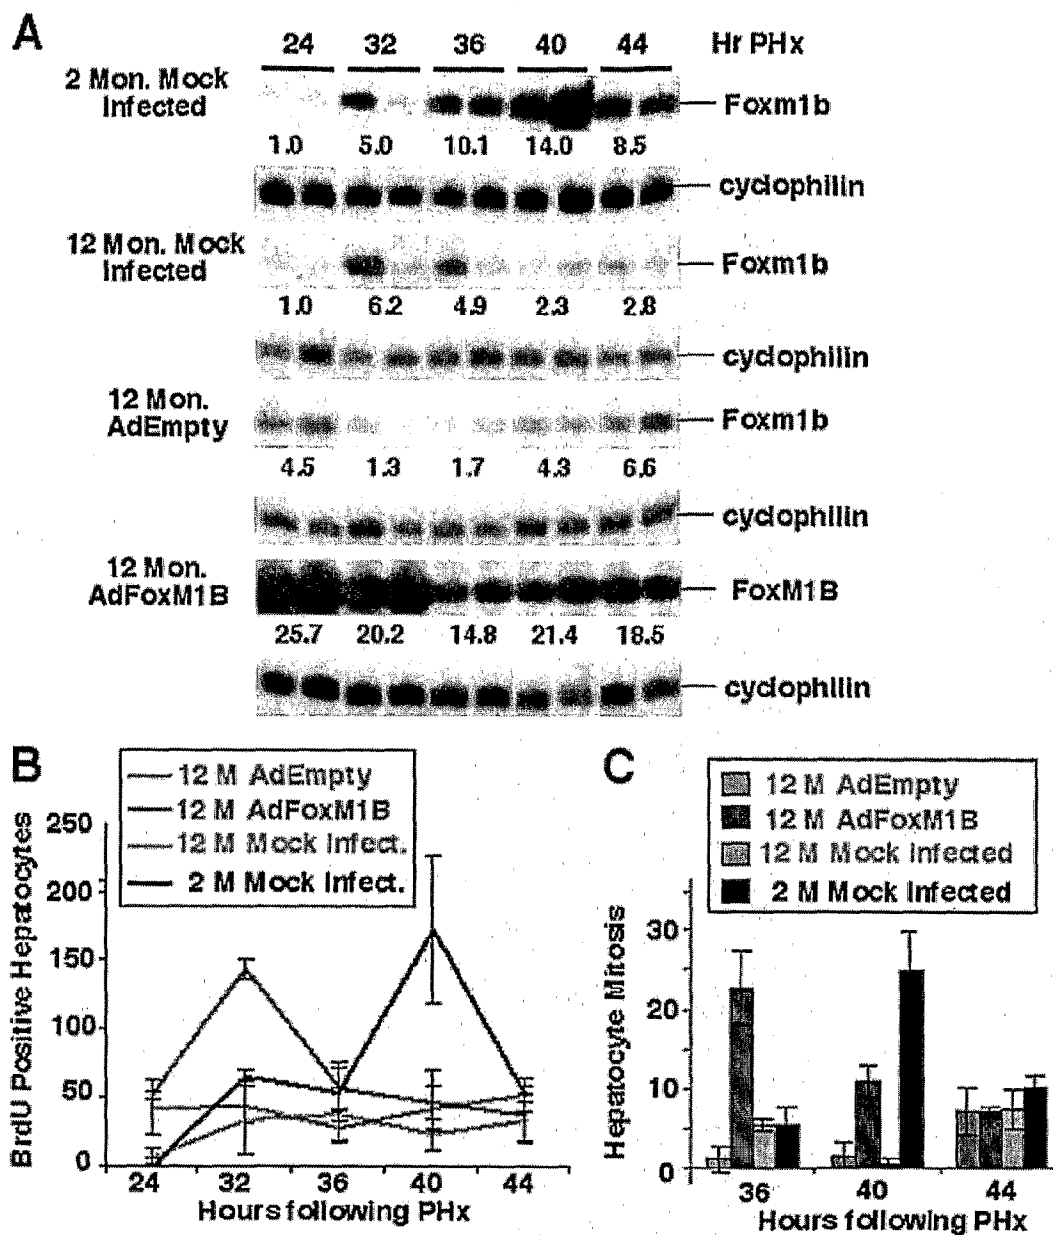 A
24 32 36 40 44 Hr PHx
2 Mon. Mock
Infected
Foxm1b
1.0 5.0 10.1 14.0 8.5
cyclophilin
12 Mon. Mock
Infected
Foxm1b
1.0 6.2 4.9 2.3 2.8
cyclophilin
12 Mon.
AdEmpty
Foxm1b
4.5 1.3 1.7 4.3 6.6
cyclophilin
12 Mon.
AdFoxM1B
FoxM1B
25.7 20.2 14.8 21.4 18.5
cyclophilin
B
12 M AdEmpty
12 M AdFoxM1B
12 M Mock Infect.
2 M Mock Infect.
BrdU Positive Hepatocytes
250
200
150
100
50
0
24 32 36 40 44
Hours following PHx
C
12 M AdEmpty
12 M AdFoxM1B
12 M Mock Infected
2 M Mock Infected
Hepatocyte Mitosis
30
20
10
0
36 40 44
Hours following PHx